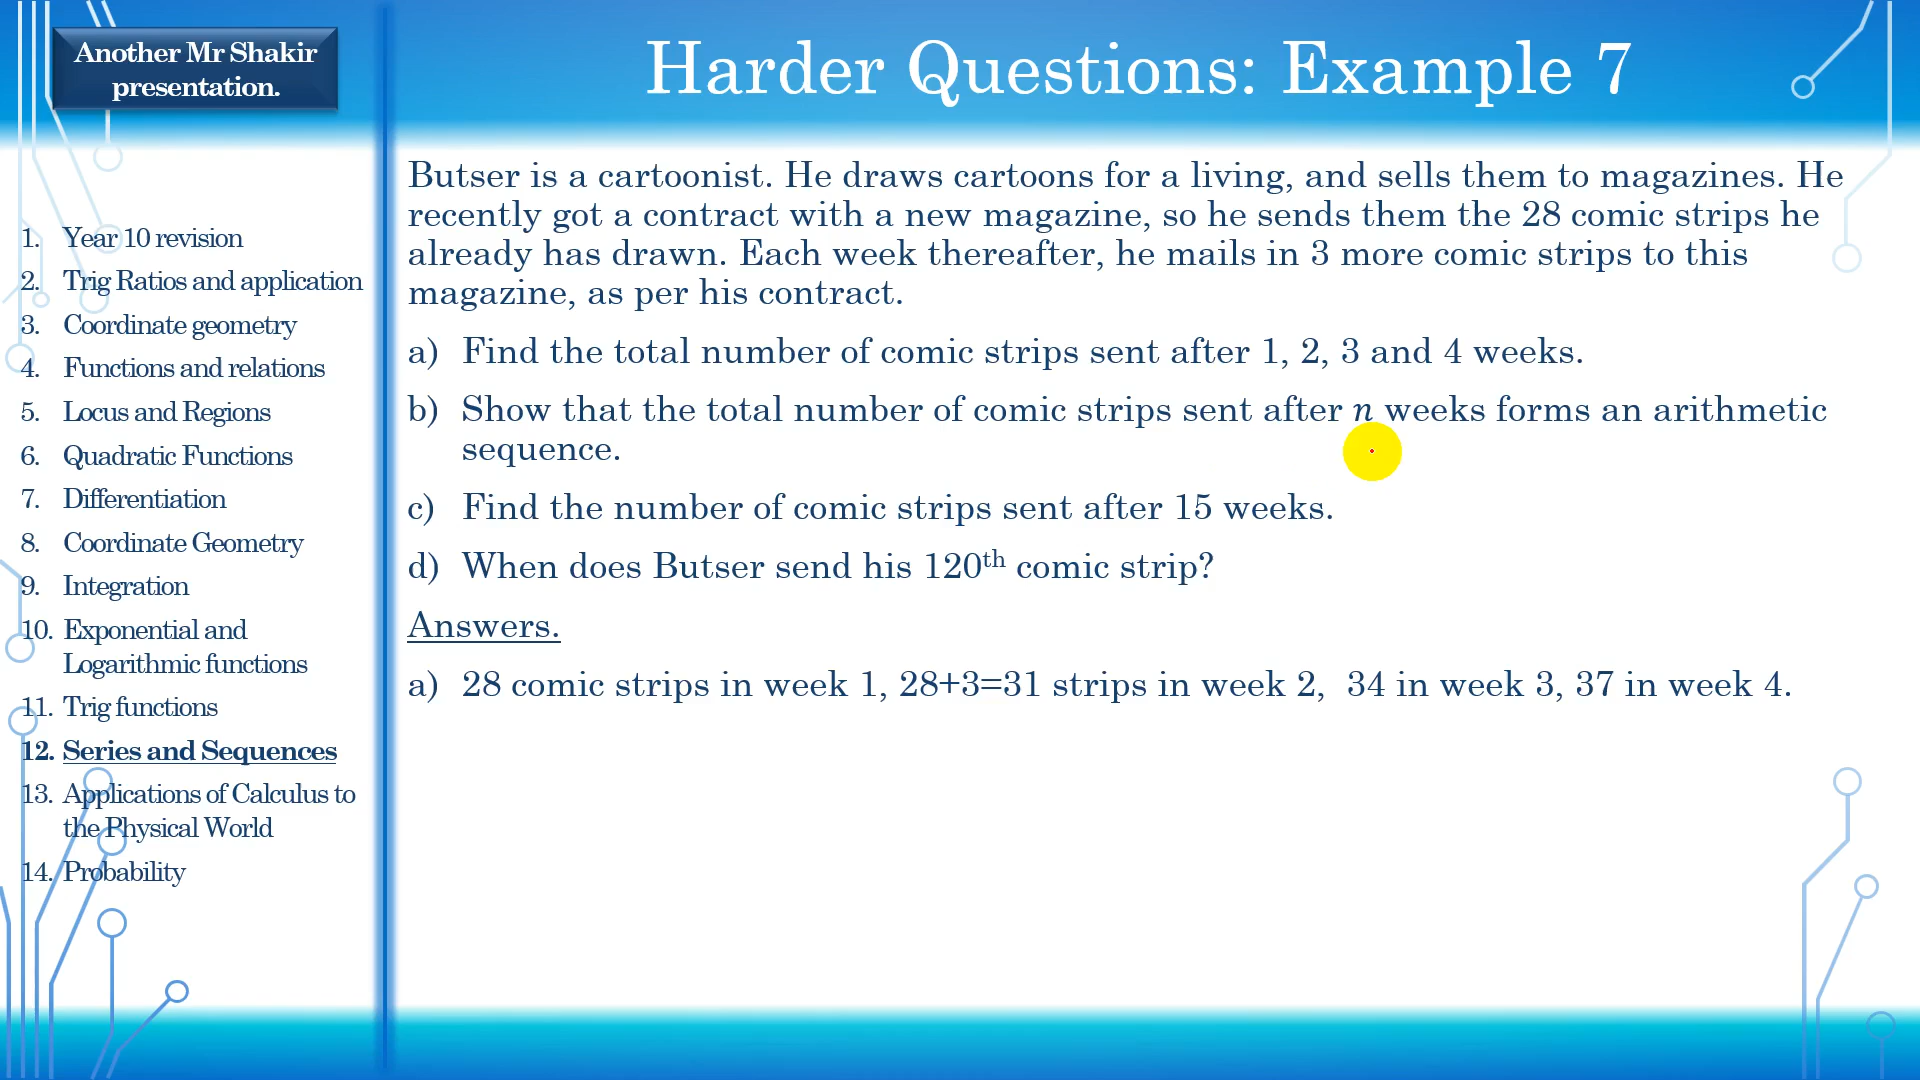 Another Mr Shakir
presentation.
Harder Questions: Example 7
1. Year 10 revision
2. Trig Ratios and application
3. Coordinate geometry
4. Functions and relations
5. Locus and Regions
6. Quadratic Functions
7. Differentiation
8. Coordinate Geometry
9. Integration
10. Exponential and
Logarithmic functions
11. Trig functions
12. Series and Sequences
13. Applications of Calculus to
the Physical World
14. Probability
Butser is a cartoonist. He draws cartoons for a living, and sells them to magazines. He
recently got a contract with a new magazine, so he sends them the 28 comic strips he
already has drawn. Each week thereafter, he mails in 3 more comic strips to this
magazine, as per his contract.
a) Find the total number of comic strips sent after 1, 2, 3 and 4 weeks.
b) Show that the total number of comic strips sent after n weeks forms an arithmetic
sequence.
c) Find the number of comic strips sent after 15 weeks.
d) When does Butser send his 120th comic strip?
Answers.
a) 28 comic strips in week 1, 28+3=31 strips in week 2, 34 in week 3, 37 in week 4.